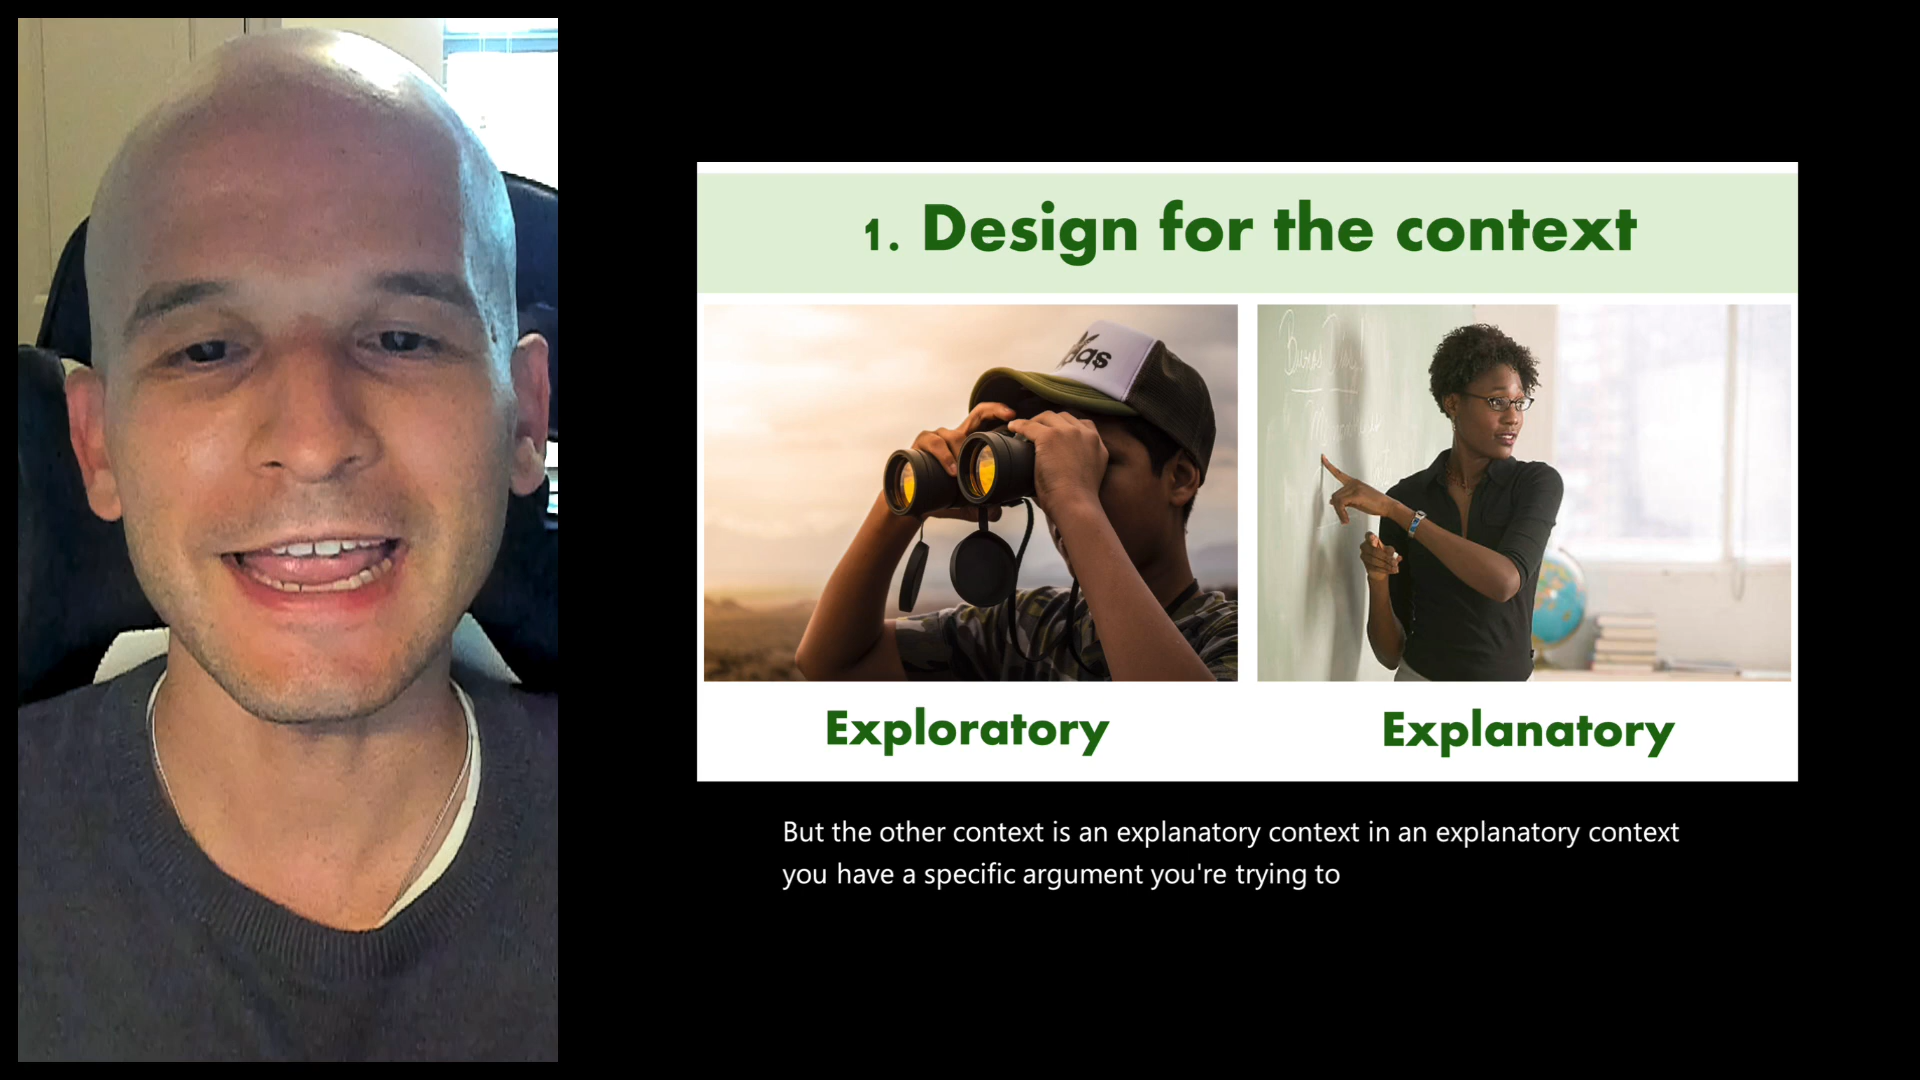 1. Design for the context
das
Exploratory
Explanatory
But the other context is an explanatory context in an explanatory context
you have a specific argument you're trying to